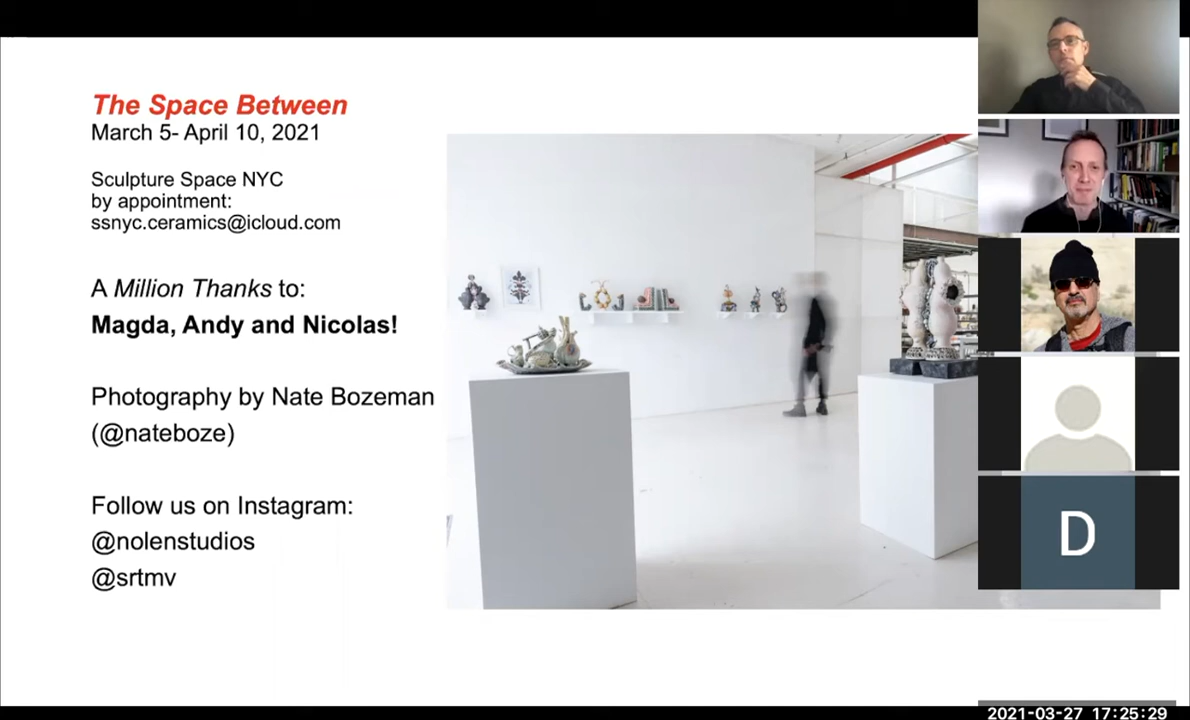 The Space Between
March 5- April 10, 2021
Sculpture Space NYC
by appointment:
ssnyc.ceramics@icloud.com
A Million Thanks to:
Magda, Andy and Nicolas!
Photography by Nate Bozeman
(@nateboze)
Follow us on Instagram:
@nolenstudios
@srtmv
D
2021-03-27 17:25:29